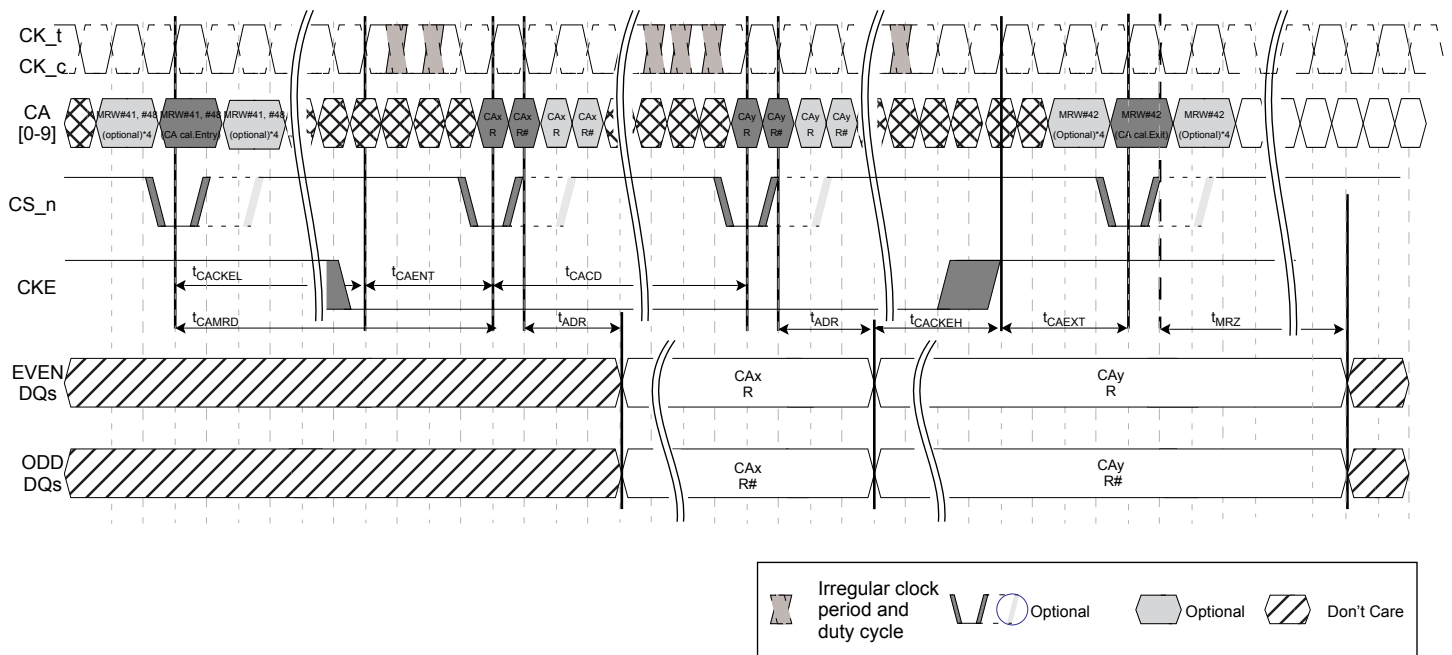 CK_t
CK_c
CA
[0-9]
MRW#41, #48
(optional)*4
MRW#41, #48
(CA cal.Entry)
MRW#41, #48
(optional)*4
CAx
R
CAx
R#
CAx
R
CAx
R#
CAy
R
CAy
R#
CAy
R
CAy
R#
MRW#42
(Optional)*4
MRW#42
(CA cal.Exit)
MRW#42
(Optional)*4
CS_n
CKE
tCACKEL
tCAENT
tCACD
tCAMRD
tADR
tADR
tCACKEH
tCAEXT
tMRZ
EVEN
DQs
CAx
R
CAy
R
ODD
DQs
CAx
R#
CAy
R#
Irregular clock
period and
duty cycle
Optional
Optional
Don't Care